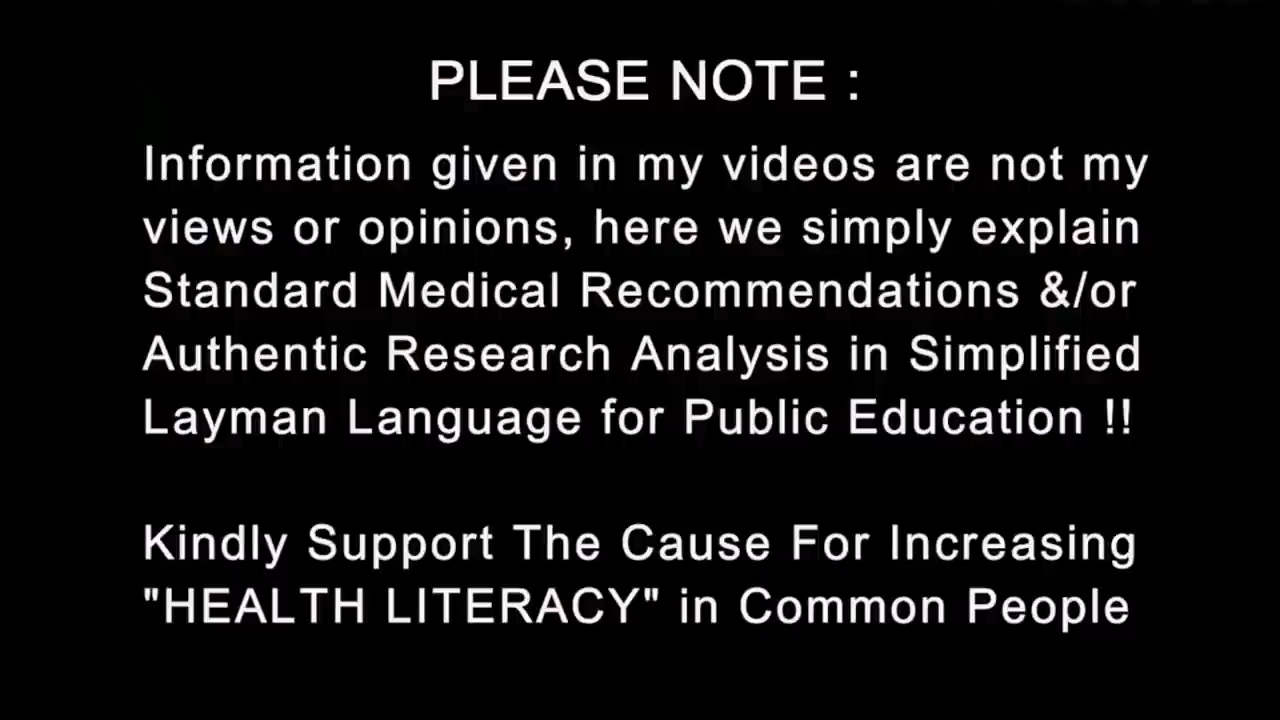 PLEASE NOTE :
Information given in my videos are not my
views or opinions, here we simply explain
Standard Medical Recommendations &/or
Authentic Research Analysis in Simplified
Layman Language for Public Education !!
Kindly Support The Cause For Increasing
"HEALTH LITERACY" in Common People